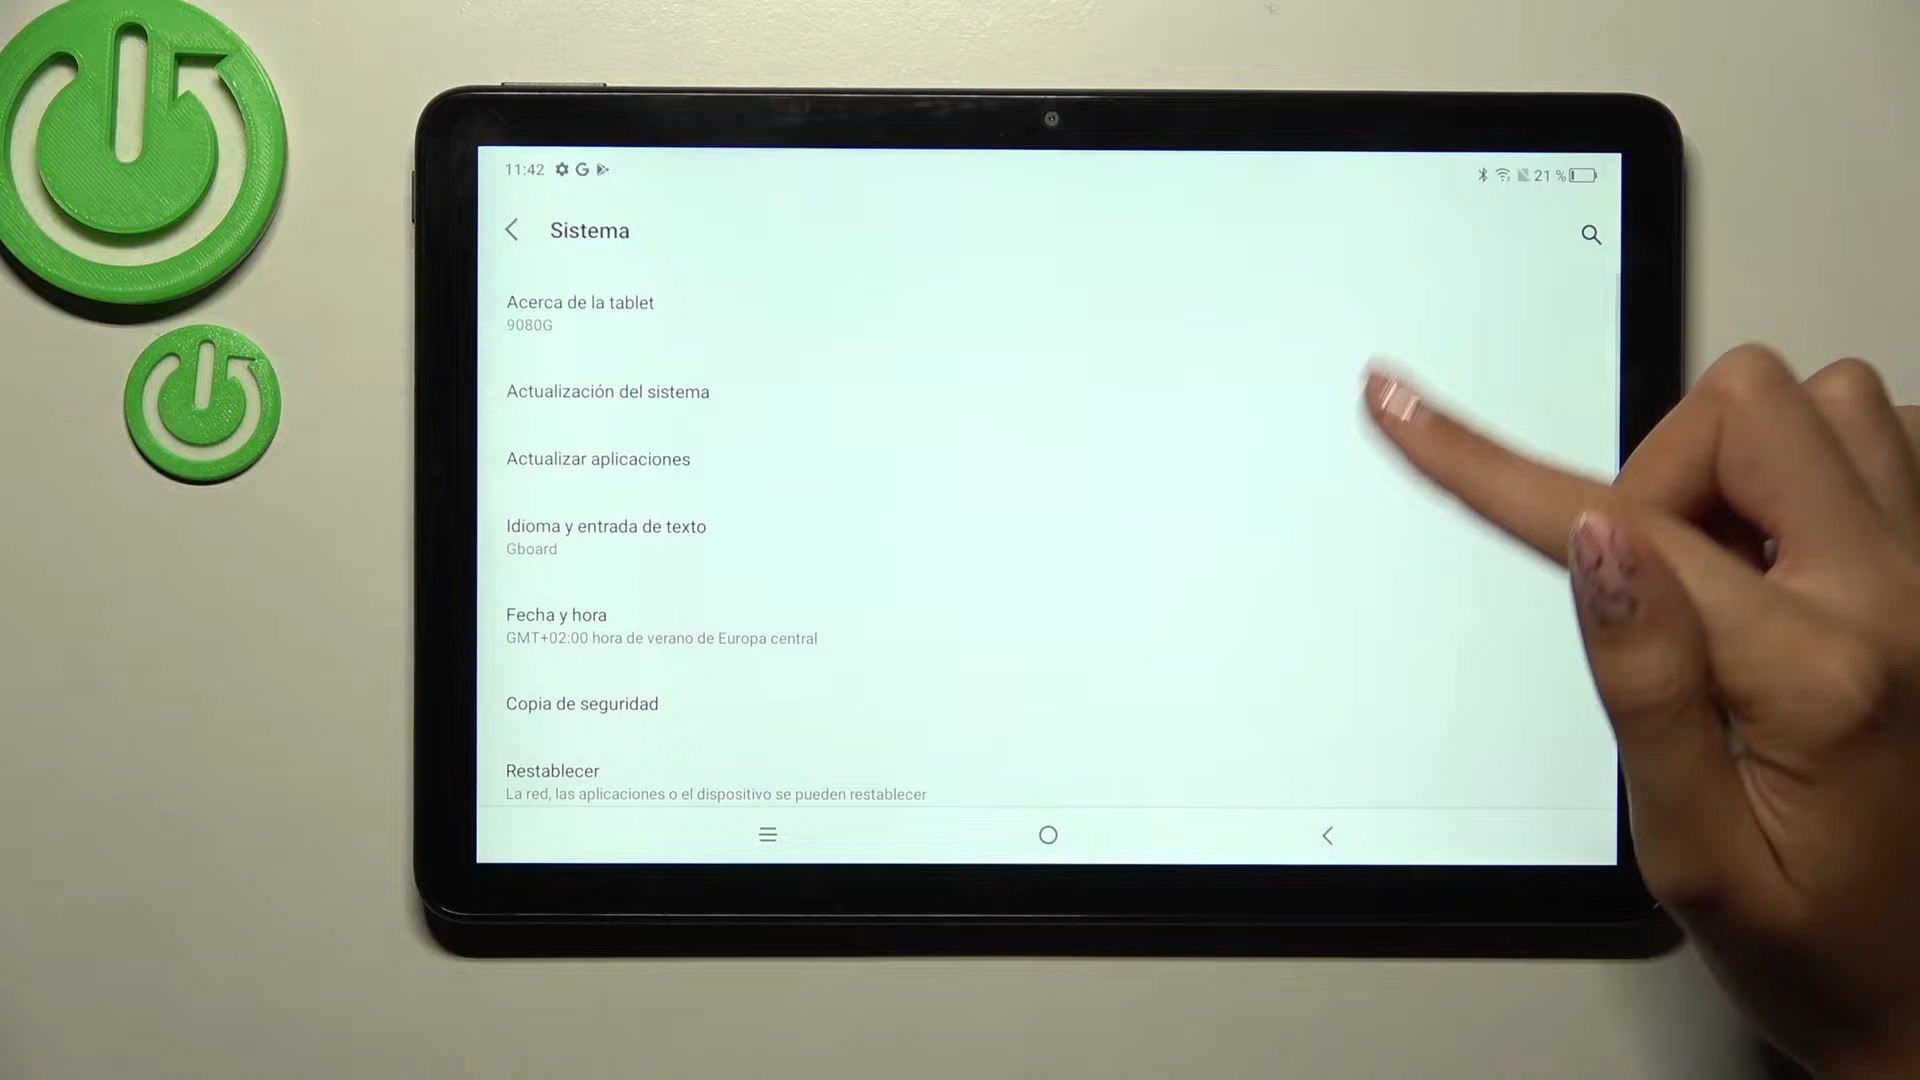 11:42
21 %
Sistema
Acerca de la tablet
9080G
Actualización del sistema
Actualizar aplicaciones
Idioma y entrada de texto
Gboard
Fecha y hora
GMT+02:00 hora de verano de Europa central
Copia de seguridad
Restablecer
La red, las aplicaciones o el dispositivo se pueden restablecer